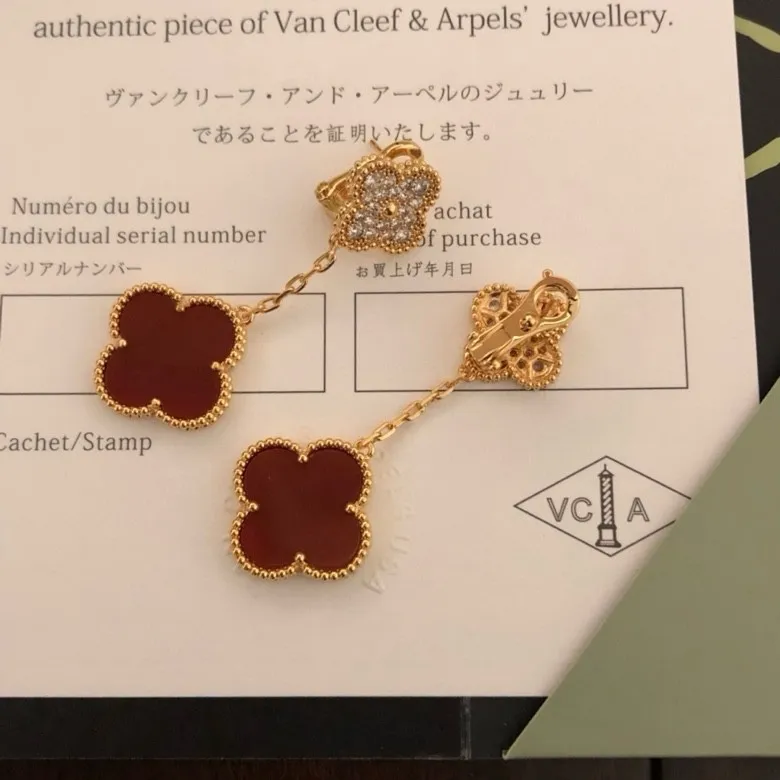 authentic piece of Van Cleef & Arpels' jewellery.
ヴァンクリーフ・アンド・アーペルのジュエリー
であることを証明いたします。
Numéro du bijou
achat
Individual serial number
of purchase
シリアルナンバー
お買上げ年月日
Cachet/Stamp
VC A